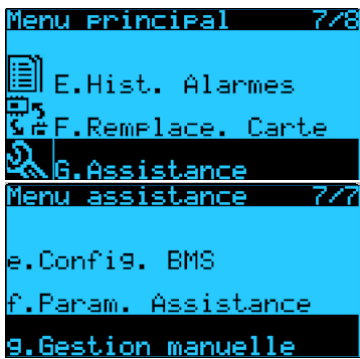 Menu principal 7/8
E.Hist. Alarmes
F.Remplace. Carte
G.Assistance
Menu assistance 7/7
e.Config. BMS
f.Param. Assistance
g.Gestion manuelle